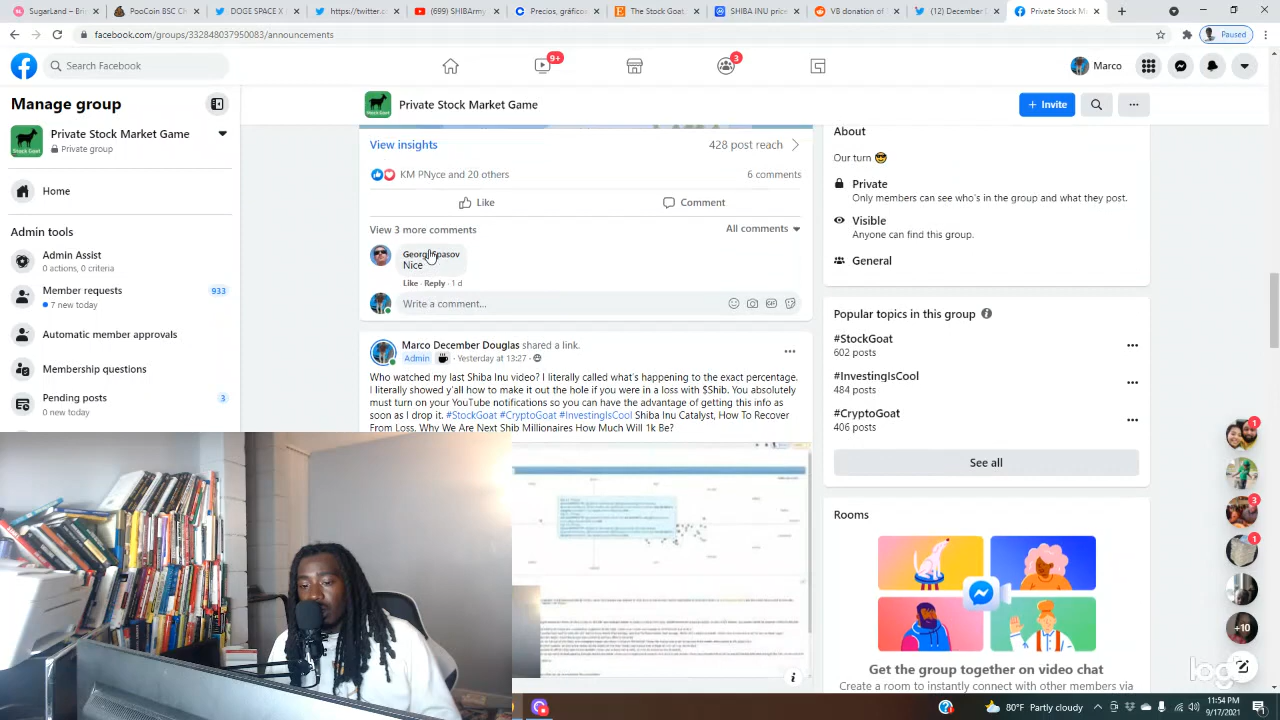 SugarLand – Bri
PooCoin BSC C
DOGE SPACE X
https://twitter.c
(699) SHIBArmy
Precios, gráfico
The Stock Goat
SHIBA INU price
VB donation of
(12) December
Private Stock M
facebook.com/groups/332848037950083/announcements
Paused
Search Facebook
9+
3
Marco
Manage group
Private Stock Market Game
+ Invite
Stock Goat
Private Stock Market Game
Private group
Home
Admin tools
Admin Assist
0 actions, 0 criteria
Member requests
933
7 new today
Automatic member approvals
Membership questions
Pending posts
3
0 new today
View insights
428 post reach
KM PNyce and 20 others
6 comments
Like
Comment
View 3 more comments
All comments
Georgi Spasov
Nice
Like · Reply · 1 d
Write a comment...
Marco December Douglas shared a link.
Admin · Yesterday at 13:27 ·
Who watched my last Shiba Inu video? I literally called what's happening to the exact percentage.
I literally showed y'all how to make it out the hole if you were in a loss with $Shib. You absolutely
must turn on your YouTube notifications so you can have the advantage of getting this info as
soon as I drop it. #StockGoat #CryptoGoat #InvestingIsCool Shiba Inu Catalyst, How To Recover
From Loss, Why We Are Next Shib Millionaires How Much Will 1k Be?
About
Our turn 😎
Private
Only members can see who's in the group and what they post.
Visible
Anyone can find this group.
General
Popular topics in this group
#StockGoat
602 posts
#InvestingIsCool
484 posts
#CryptoGoat
406 posts
See all
Get the group together on video chat
Create a room to instantly connect with other members via
1
3
1
80°F Partly cloudy
11:54 PM
9/17/2021